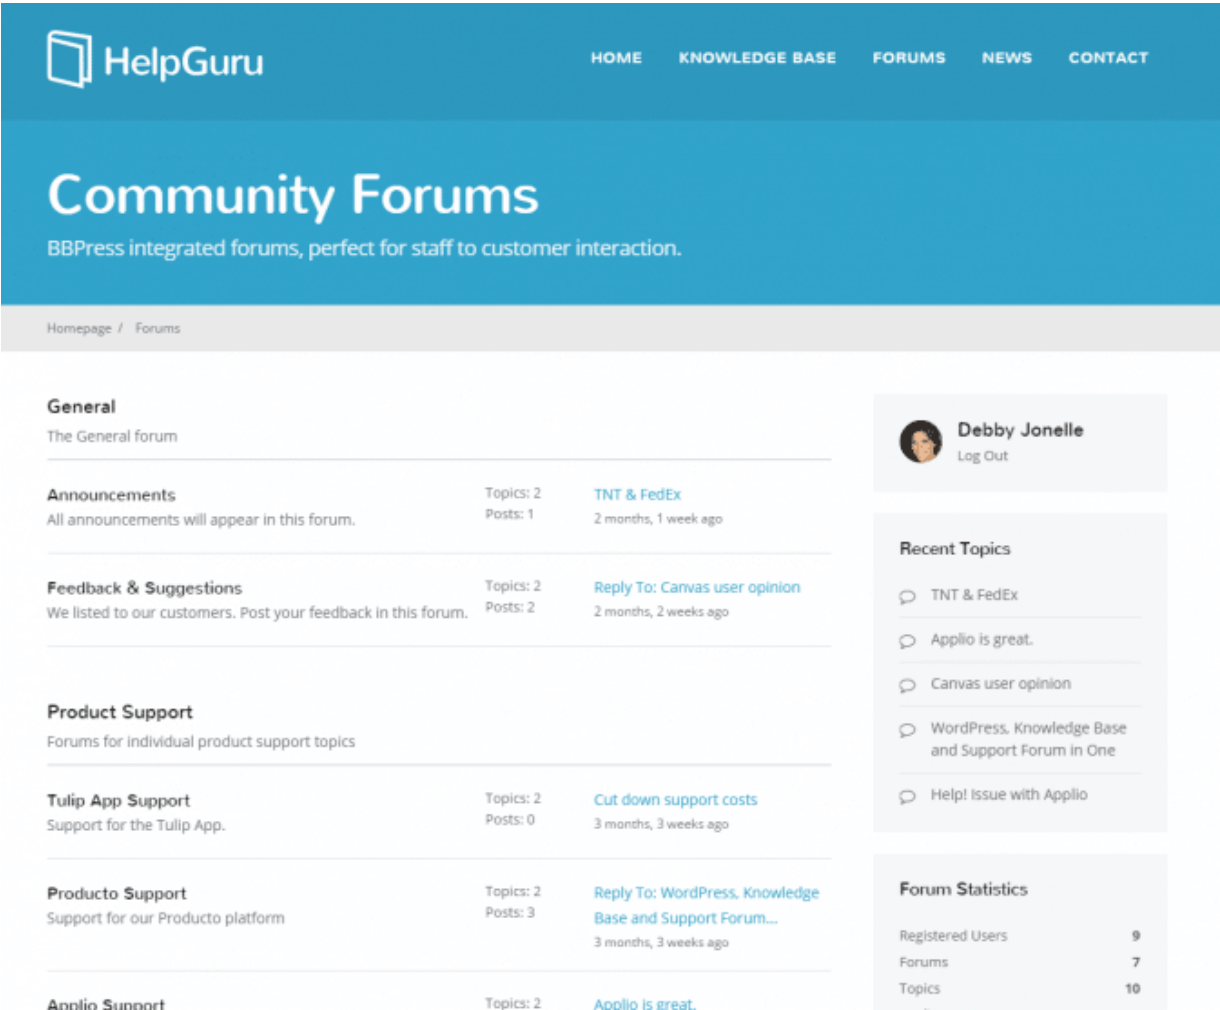 HelpGuru
HOME KNOWLEDGE BASE FORUMS NEWS CONTACT
Community Forums
BBPress integrated forums, perfect for staff to customer interaction.
Homepage / Forums
General
The General forum
Announcements
All announcements will appear in this forum.
Topics: 2
Posts: 1
TNT & FedEx
2 months, 1 week ago
Feedback & Suggestions
We listed to our customers. Post your feedback in this forum.
Topics: 2
Posts: 2
Reply To: Canvas user opinion
2 months, 2 weeks ago
Product Support
Forums for individual product support topics
Tulip App Support
Support for the Tulip App.
Topics: 2
Posts: 0
Cut down support costs
3 months, 3 weeks ago
Producto Support
Support for our Producto platform
Topics: 2
Posts: 3
Reply To: WordPress, Knowledge
Base and Support Forum...
3 months, 3 weeks ago
Applio Support
Topics: 2
Applio is great.
Debby Jonelle
Log Out
Recent Topics
TNT & FedEx
Applio is great.
Canvas user opinion
WordPress, Knowledge Base
and Support Forum in One
Help! Issue with Applio
Forum Statistics
Registered Users 9
Forums 7
Topics 10